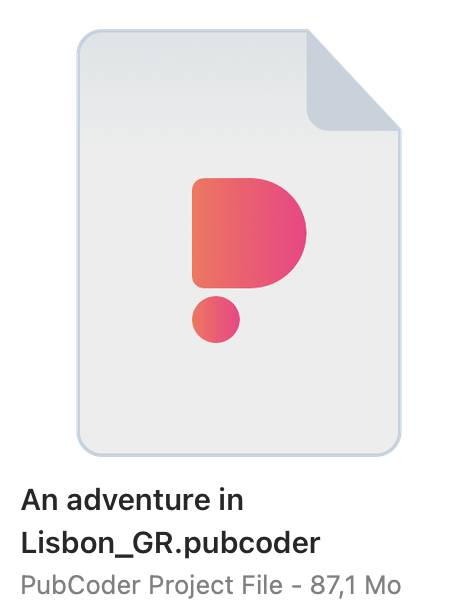 An adventure in
Lisbon_GR.pubcoder
PubCoder Project File - 87,1 Mo